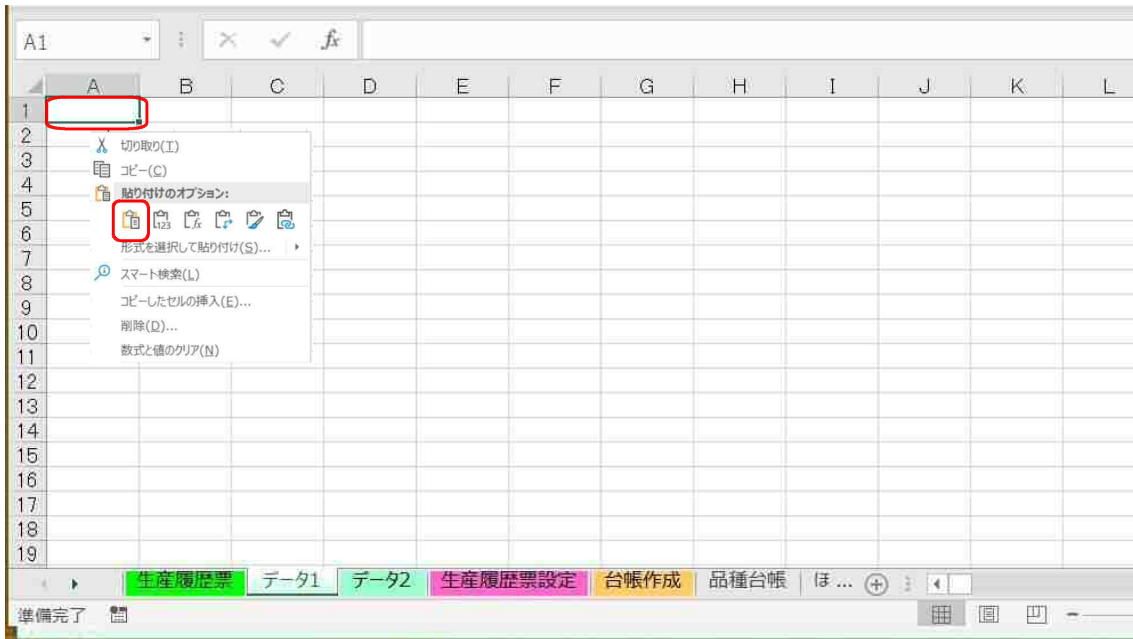 A1 fx
A B C D E F G H I J K L
1
2
切り取り(T)
3
コピー(C)
4
貼り付けのオプション:
5
123 fx
6
形式を選択して貼り付け(S)...
7
スマート検索(L)
8
コピーしたセルの挿入(E)...
9
削除(D)...
10
数式と値のクリア(N)
11
12
13
14
15
16
17
18
19
生産履歴票 データ1 データ2 生産履歴票設定 台帳作成 品種台帳 ほ ...
準備完了